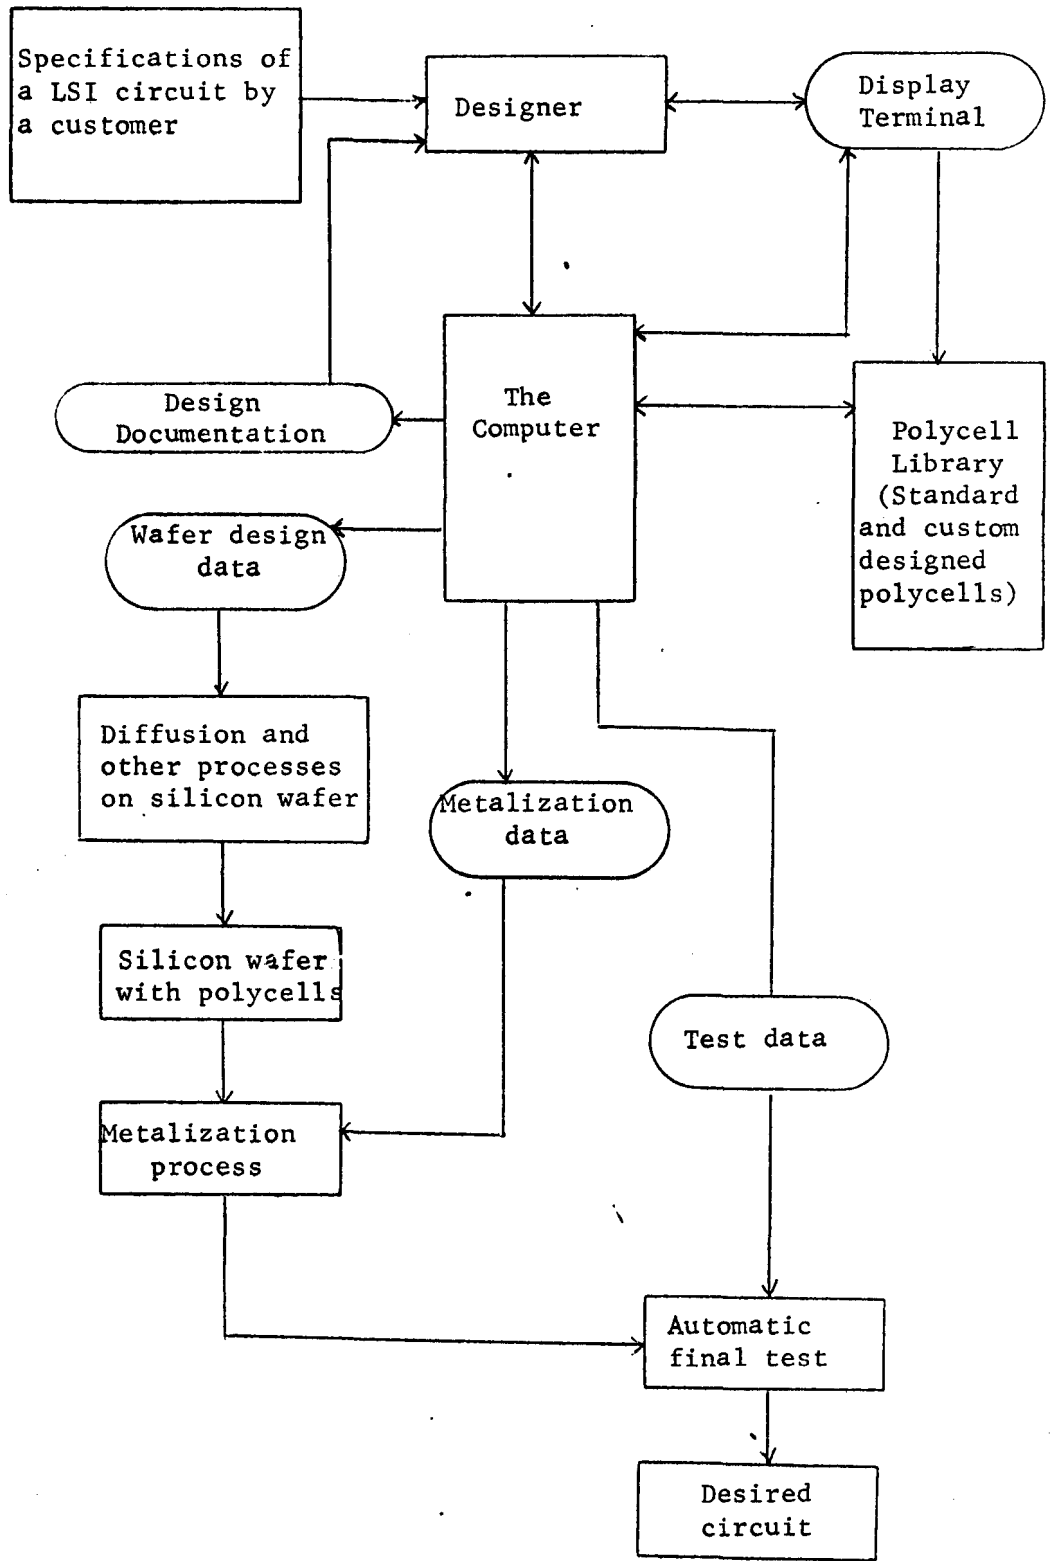 Specifications of
a LSI circuit by
a customer
Designer
Display
Terminal
The
Computer
Design
Documentation
Polycell
Library
(Standard
and custom
designed
polycells)
Wafer design
data
Diffusion and
other processes
on silicon wafer
Metalization
data
Silicon wafer
with polycells
Test data
Metalization
process
Automatic
final test
Desired
circuit